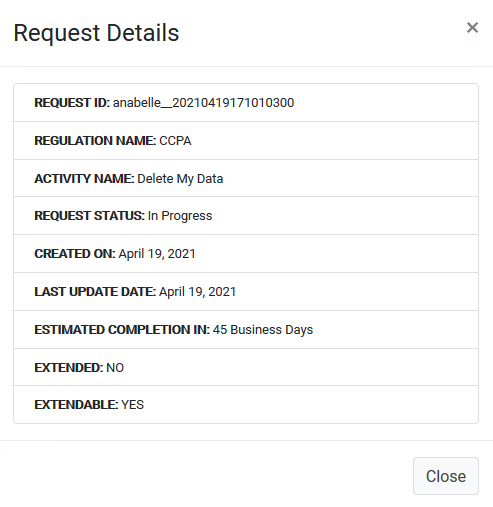 Request Details
×
REQUEST ID: anabelle__20210419171010300
REGULATION NAME: CCPA
ACTIVITY NAME: Delete My Data
REQUEST STATUS: In Progress
CREATED ON: April 19, 2021
LAST UPDATE DATE: April 19, 2021
ESTIMATED COMPLETION IN: 45 Business Days
EXTENDED: NO
EXTENDABLE: YES
Close